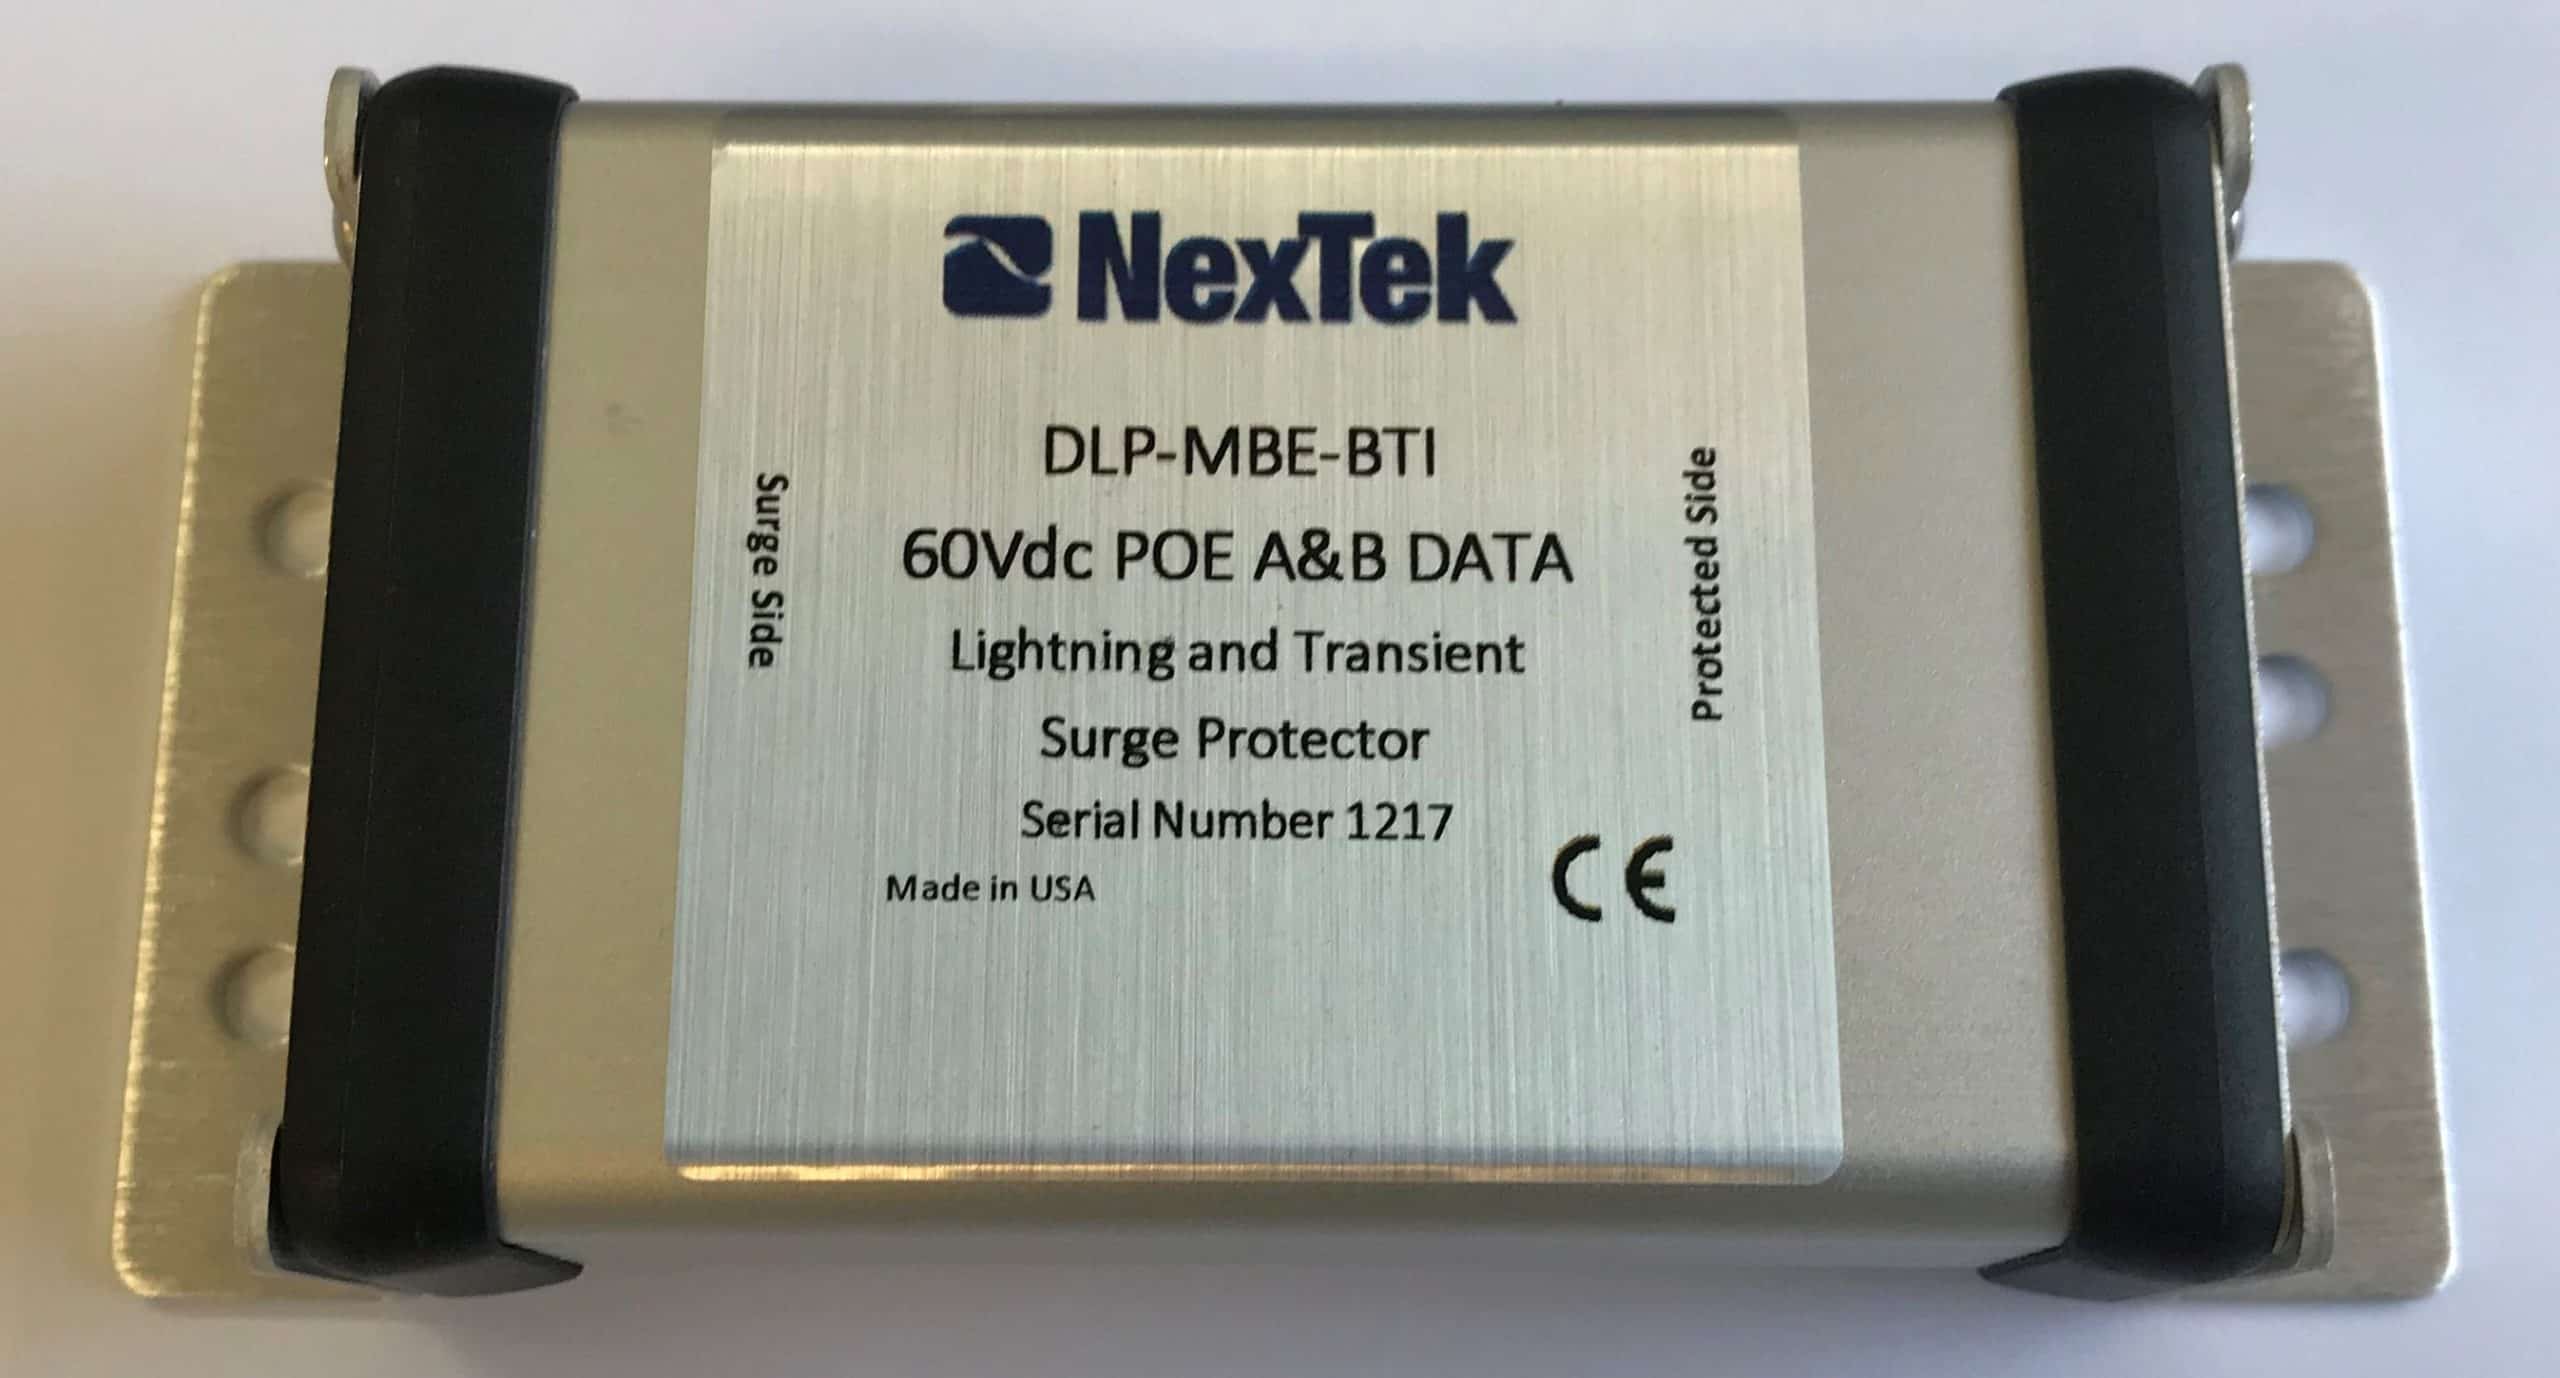 NexTek
DLP-MBE-BTI
60Vdc POE A&B DATA
Lightning and Transient
Surge Protector
Serial Number 1217
Made in USA
CE
Surge Side
Protected Side